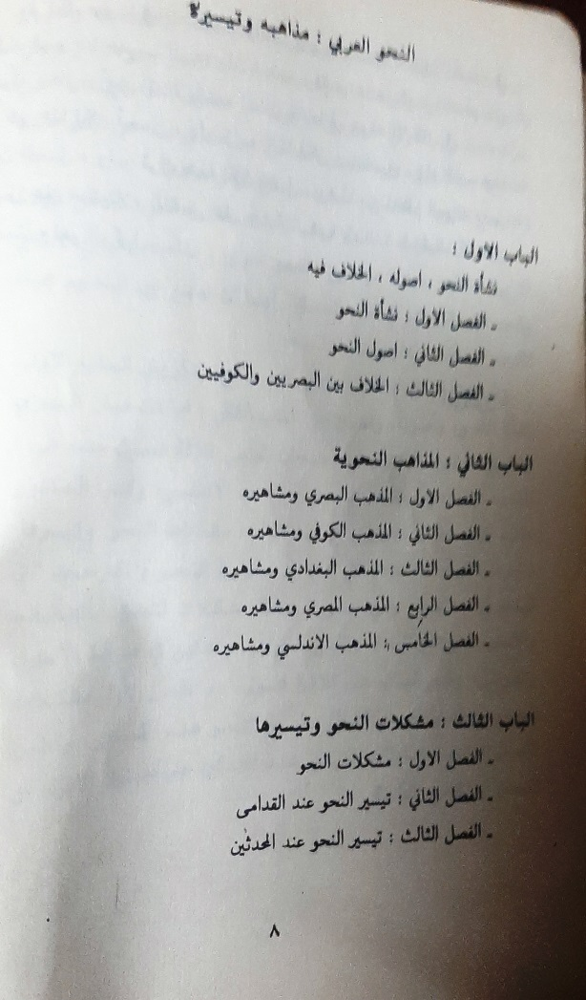 النحو العربي : مذاهبه وتيسيره
الباب الاول :
نشأة النحو ، اصوله ، الخلاف فيه
ـ الفصل الأول : نشأة النحو
ـ الفصل الثاني : اصول النحو
ـ الفصل الثالث : الخلاف بين البصريين والكوفيين
الباب الثاني : المذاهب النحوية
ـ الفصل الاول : المذهب البصري ومشاهيره
ـ الفصل الثاني : المذهب الكوفي ومشاهيره
ـ الفصل الثالث : المذهب البغدادي ومشاهيره
ـ الفصل الرابع : المذهب المصري ومشاهيره
ـ الفصل الخامس : المذهب الاندلسي ومشاهيره
الباب الثالث : مشكلات النحو وتيسيرها
ـ الفصل الاول : مشكلات النحو
ـ الفصل الثاني : تيسير النحو عند القدامى
ـ الفصل الثالث : تيسير النحو عند المحدثين
٨